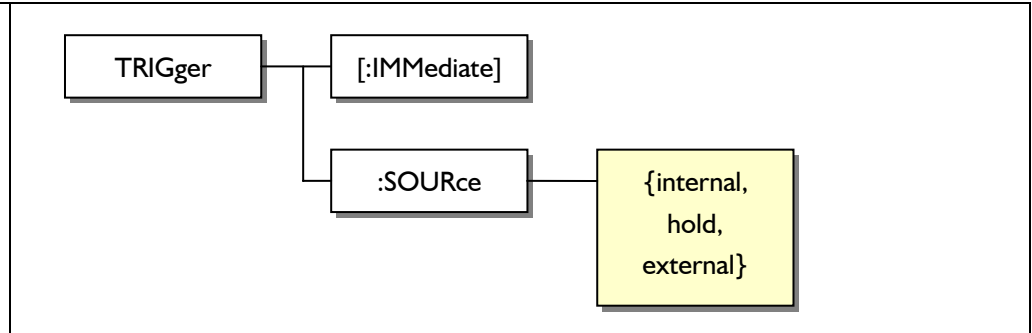 TRIGger
[:IMMediate]
:SOURce
{internal,
hold,
external}